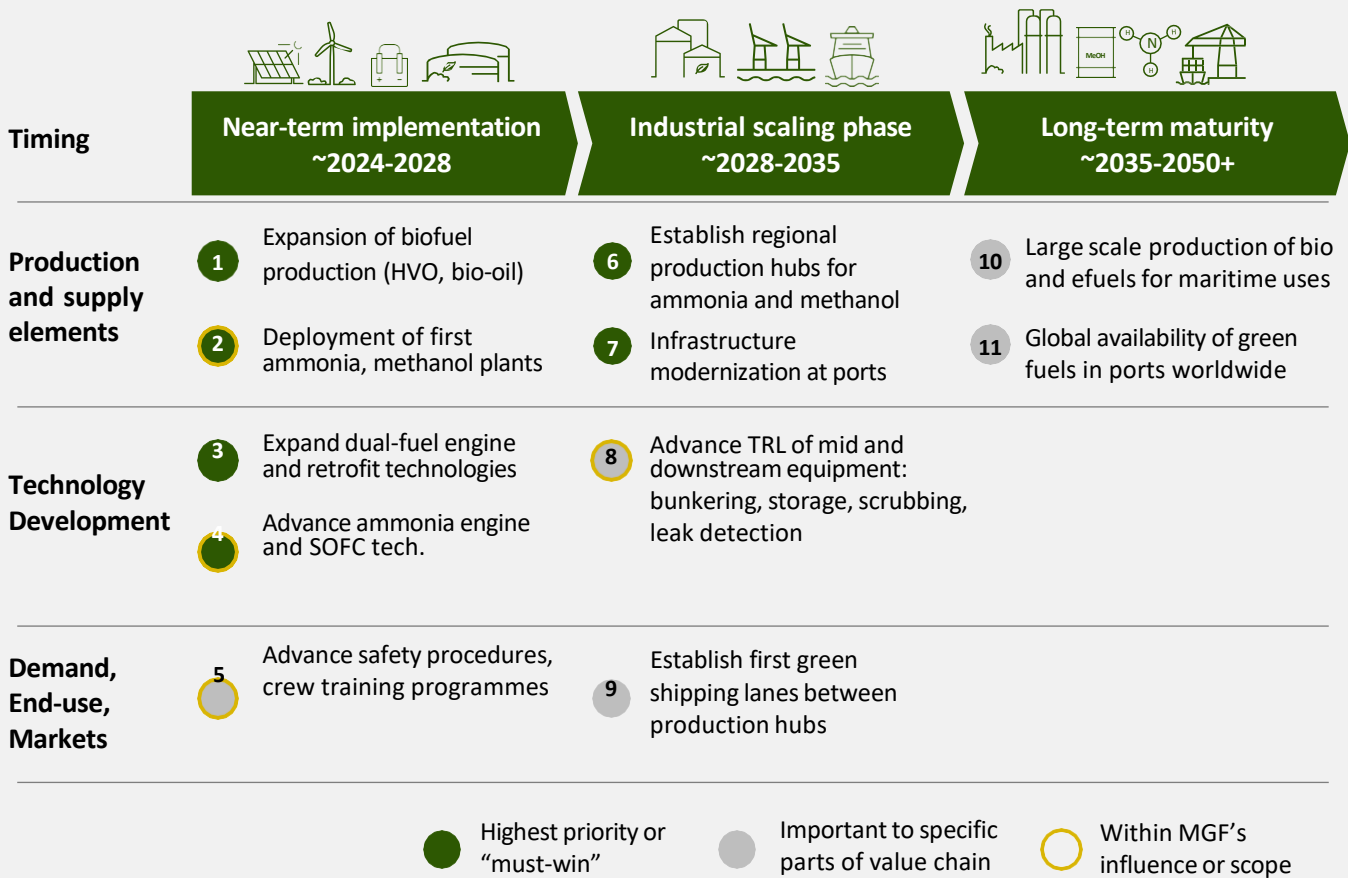 H
N
H
H
MeOH
+ -
Timing
Near-term implementation
~2024-2028
Industrial scaling phase
~2028-2035
Long-term maturity
~2035-2050+
Production
and supply
elements
1
Expansion of biofuel
production (HVO, bio-oil)
2
Deployment of first
ammonia, methanol plants
6
Establish regional
production hubs for
ammonia and methanol
7
Infrastructure
modernization at ports
10
Large scale production of bio
and efuels for maritime uses
11
Global availability of green
fuels in ports worldwide
Technology
Development
3
Expand dual-fuel engine
and retrofit technologies
4
Advance ammonia engine
and SOFC tech.
8
Advance TRL of mid and
downstream equipment:
bunkering, storage, scrubbing,
leak detection
Demand,
End-use,
Markets
5
Advance safety procedures,
crew training programmes
9
Establish first green
shipping lanes between
production hubs
Highest priority or
“must-win”
Important to specific
parts of value chain
Within MGF’s
influence or scope